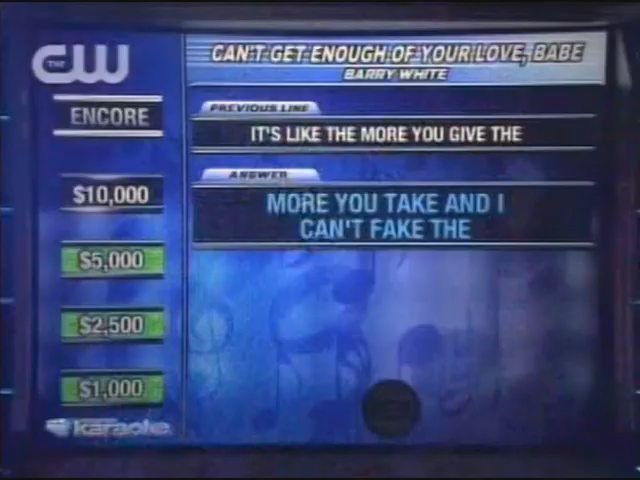 THE CW
CAN'T GET ENOUGH OF YOUR LOVE, BABE
BARRY WHITE
ENCORE
PREVIOUS LINE
IT'S LIKE THE MORE YOU GIVE THE
ANSWER
$10,000
MORE YOU TAKE AND I
CAN'T FAKE THE
$5,000
$2,500
$1,000
karaoke